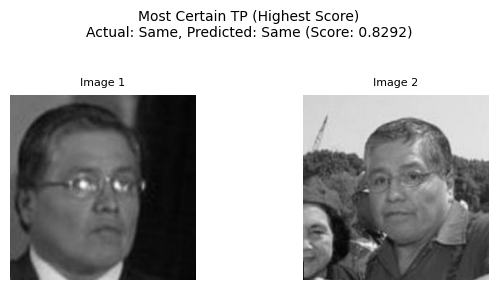 Most Certain TP (Highest Score)
Actual: Same, Predicted: Same (Score: 0.8292)
Image 1
Image 2